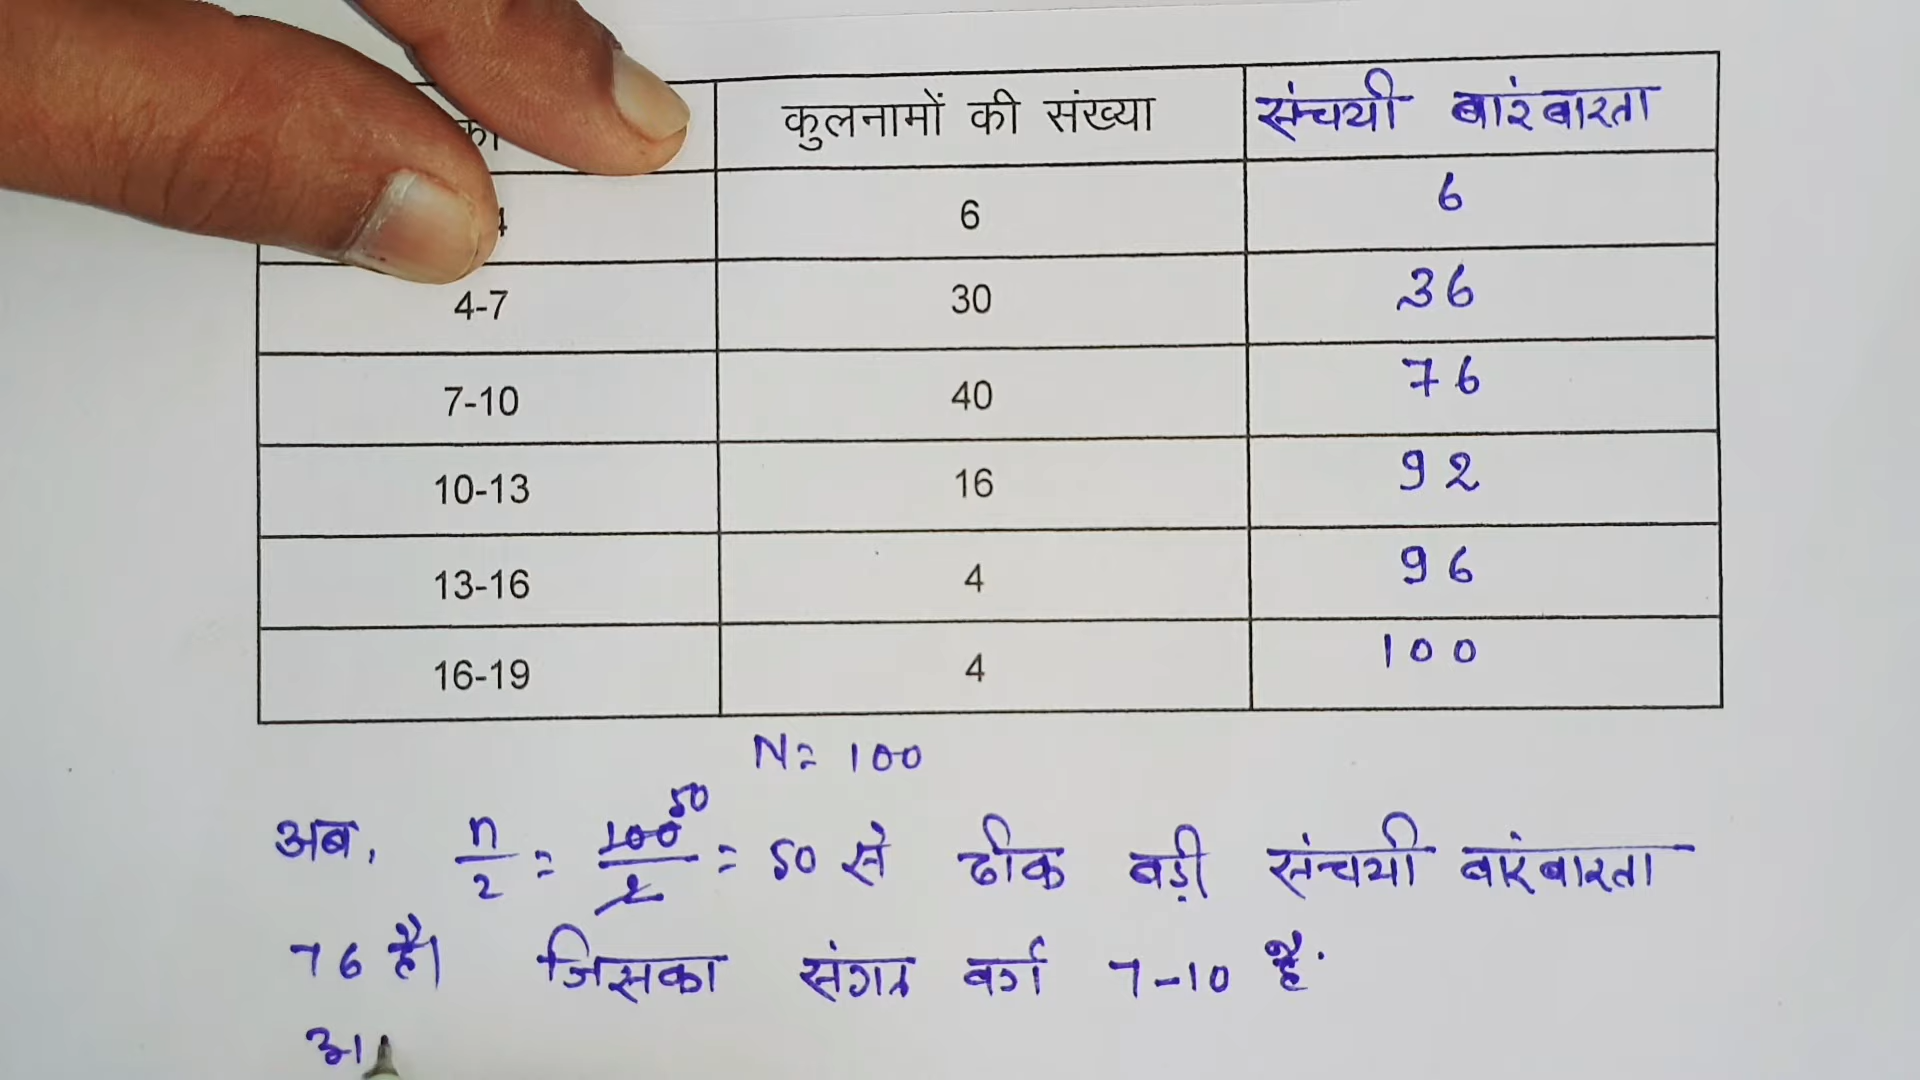 कुलनामों की संख्या संचयी बारंबारता
6 6
4-7 30 36
7-10 40 76
10-13 16 92
13-16 4 96
16-19 4 100
N = 100
अब, n/2 = 100/2 50 = 50 से ठीक बड़ी संचयी बारंबारता
76 है। जिसका संगत वर्ग 7-10 है.